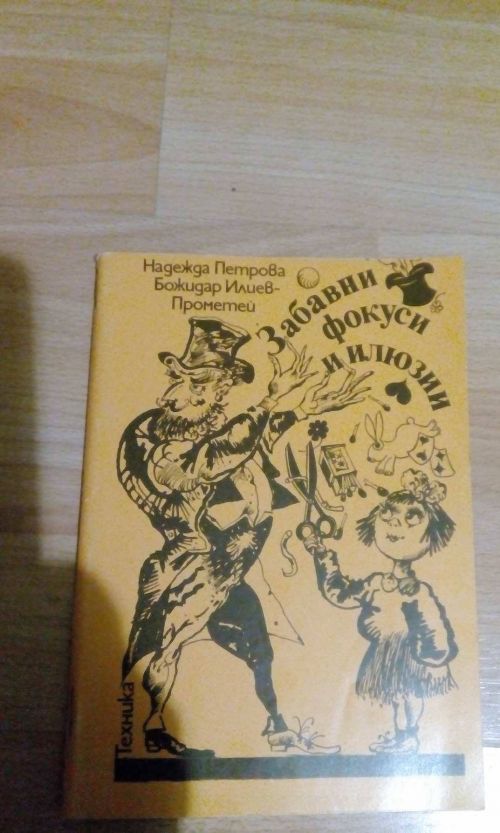 Надежда Петрова
Божидар Илиев-
Прометей
Забавни
фокуси
и илюзии
Техника